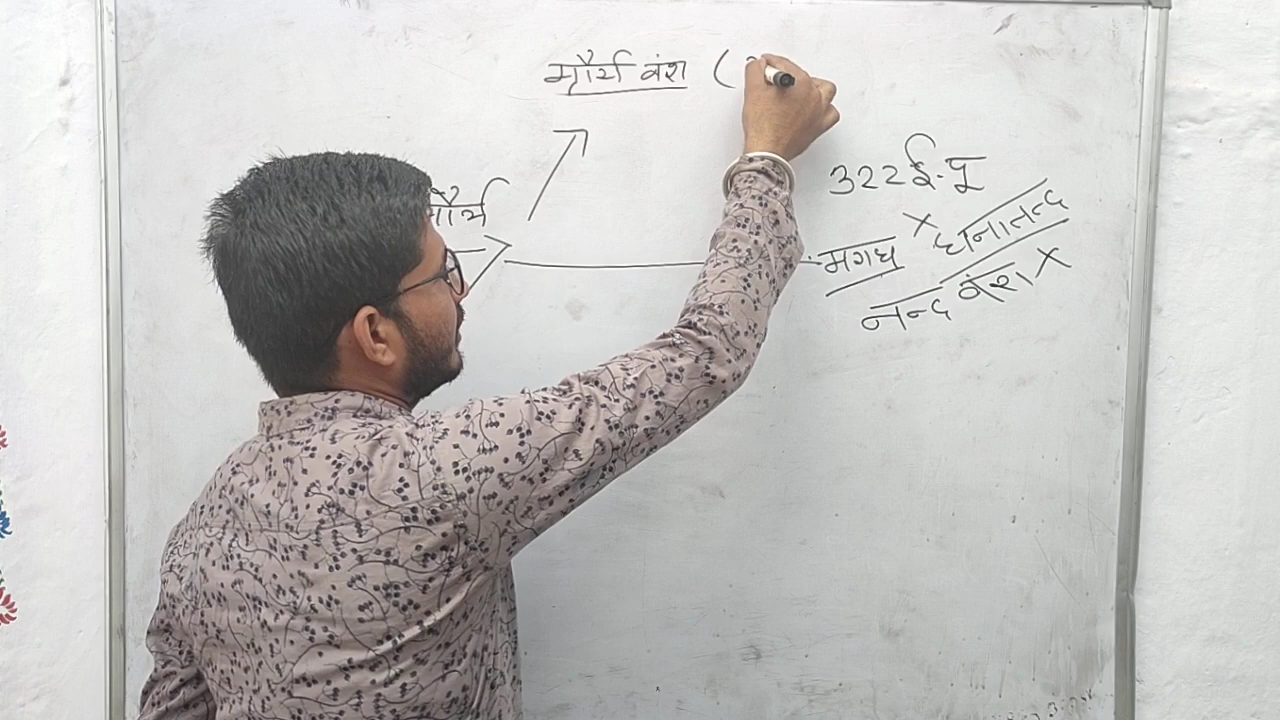 मौर्य वंश (
322 ई.पू
मौर्य
मगध × धनानन्द
नन्द वंश ×